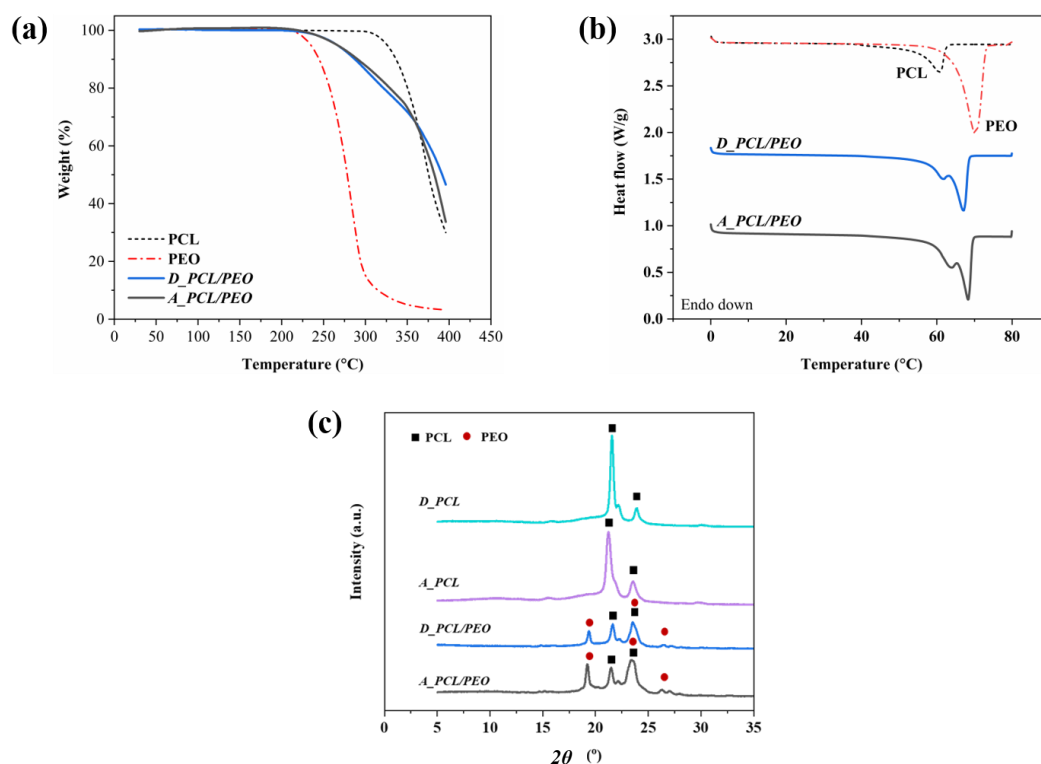 (a)
100
80
60
40
20
0
Weight (%)
PCL
PEO
D_PCL/PEO
A_PCL/PEO
0 50 100 150 200 250 300 350 400 450
Temperature (°C)
(b)
3.0
2.5
2.0
1.5
1.0
0.5
0.0
Heat flow (W/g)
PCL
PEO
D_PCL/PEO
A_PCL/PEO
Endo down
0 20 40 60 80
Temperature (°C)
(c)
PCL PEO
D_PCL
A_PCL
D_PCL/PEO
A_PCL/PEO
Intensity (a.u.)
0 5 10 15 20 25 30 35
2θ (°)